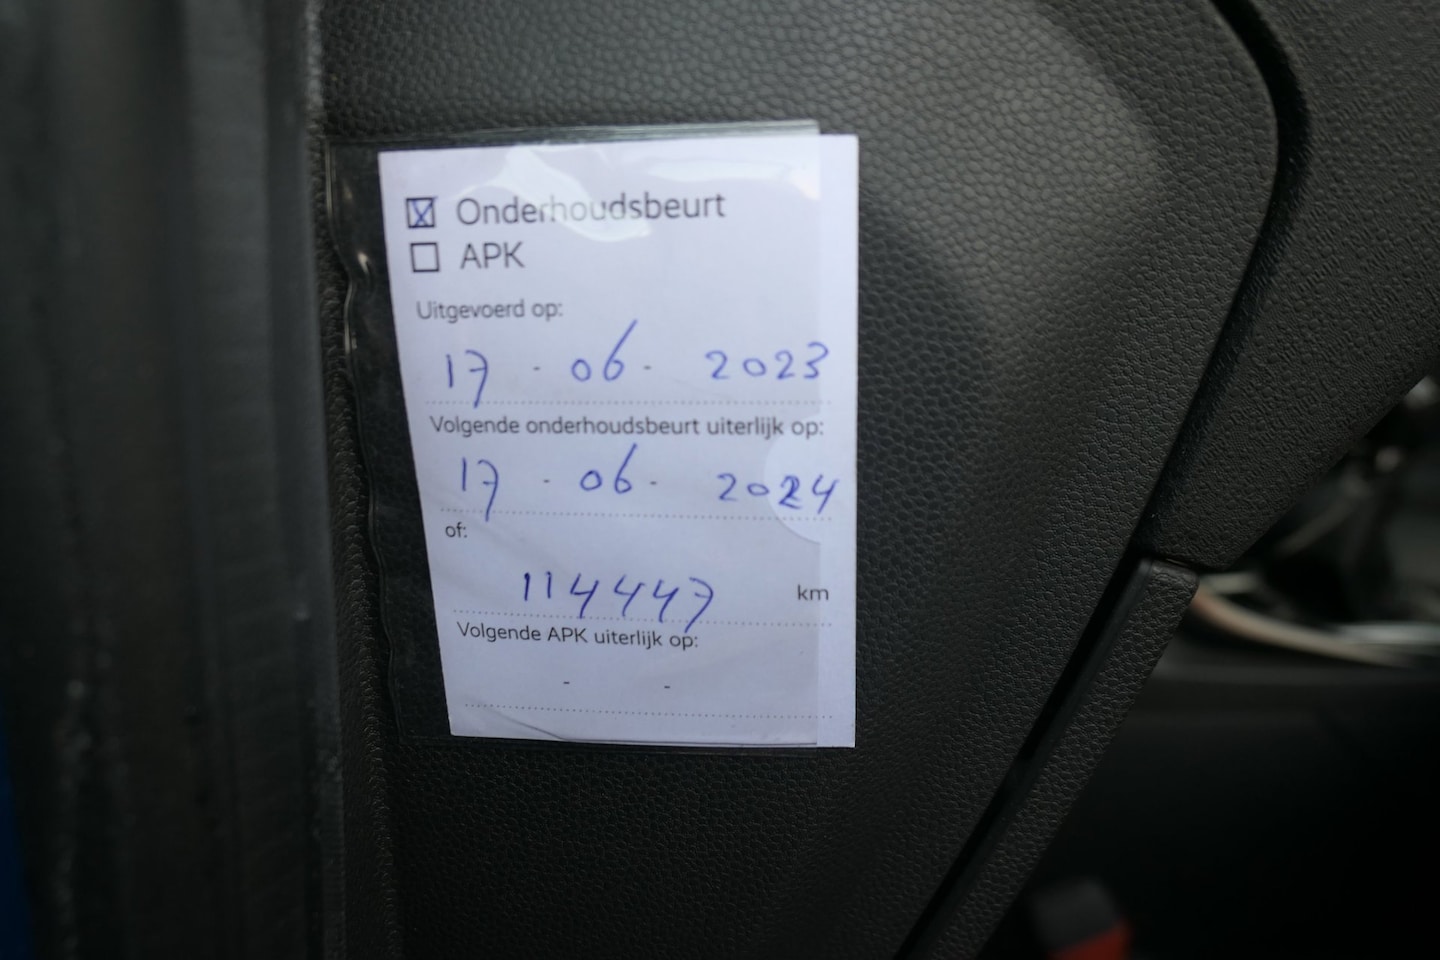 ☒ Onderhoudsbeurt
☐ APK
Uitgevoerd op:
17 - 06 - 2023
Volgende onderhoudsbeurt uiterlijk op:
17 - 06 - 2024
of:
114447 km
Volgende APK uiterlijk op:
- -